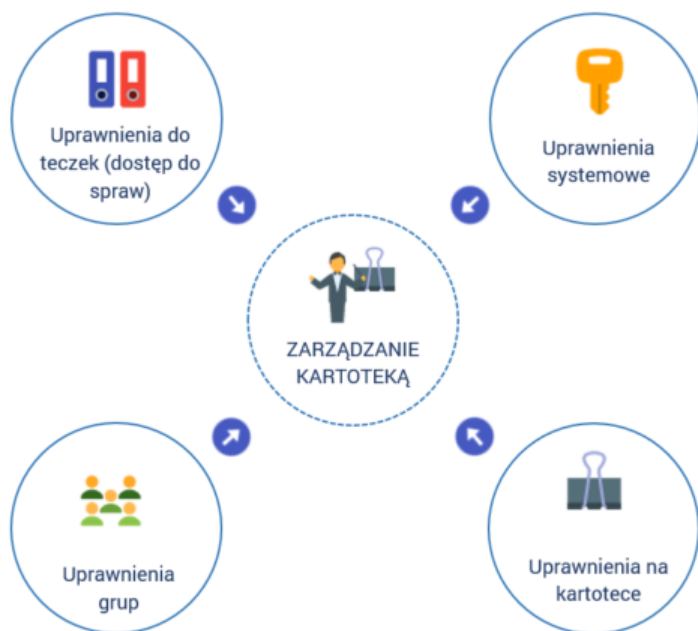 Uprawnienia do
teczek (dostęp do
spraw)
Uprawnienia
systemowe
ZARZĄDZANIE
KARTOTEKĄ
Uprawnienia
grup
Uprawnienia na
kartotece